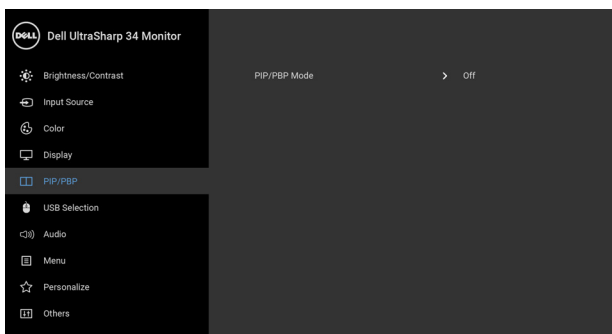 DELL Dell UltraSharp 34 Monitor
Brightness/Contrast
PIP/PBP Mode Off
Input Source
Color
Display
PIP/PBP
USB Selection
Audio
Menu
Personalize
Others